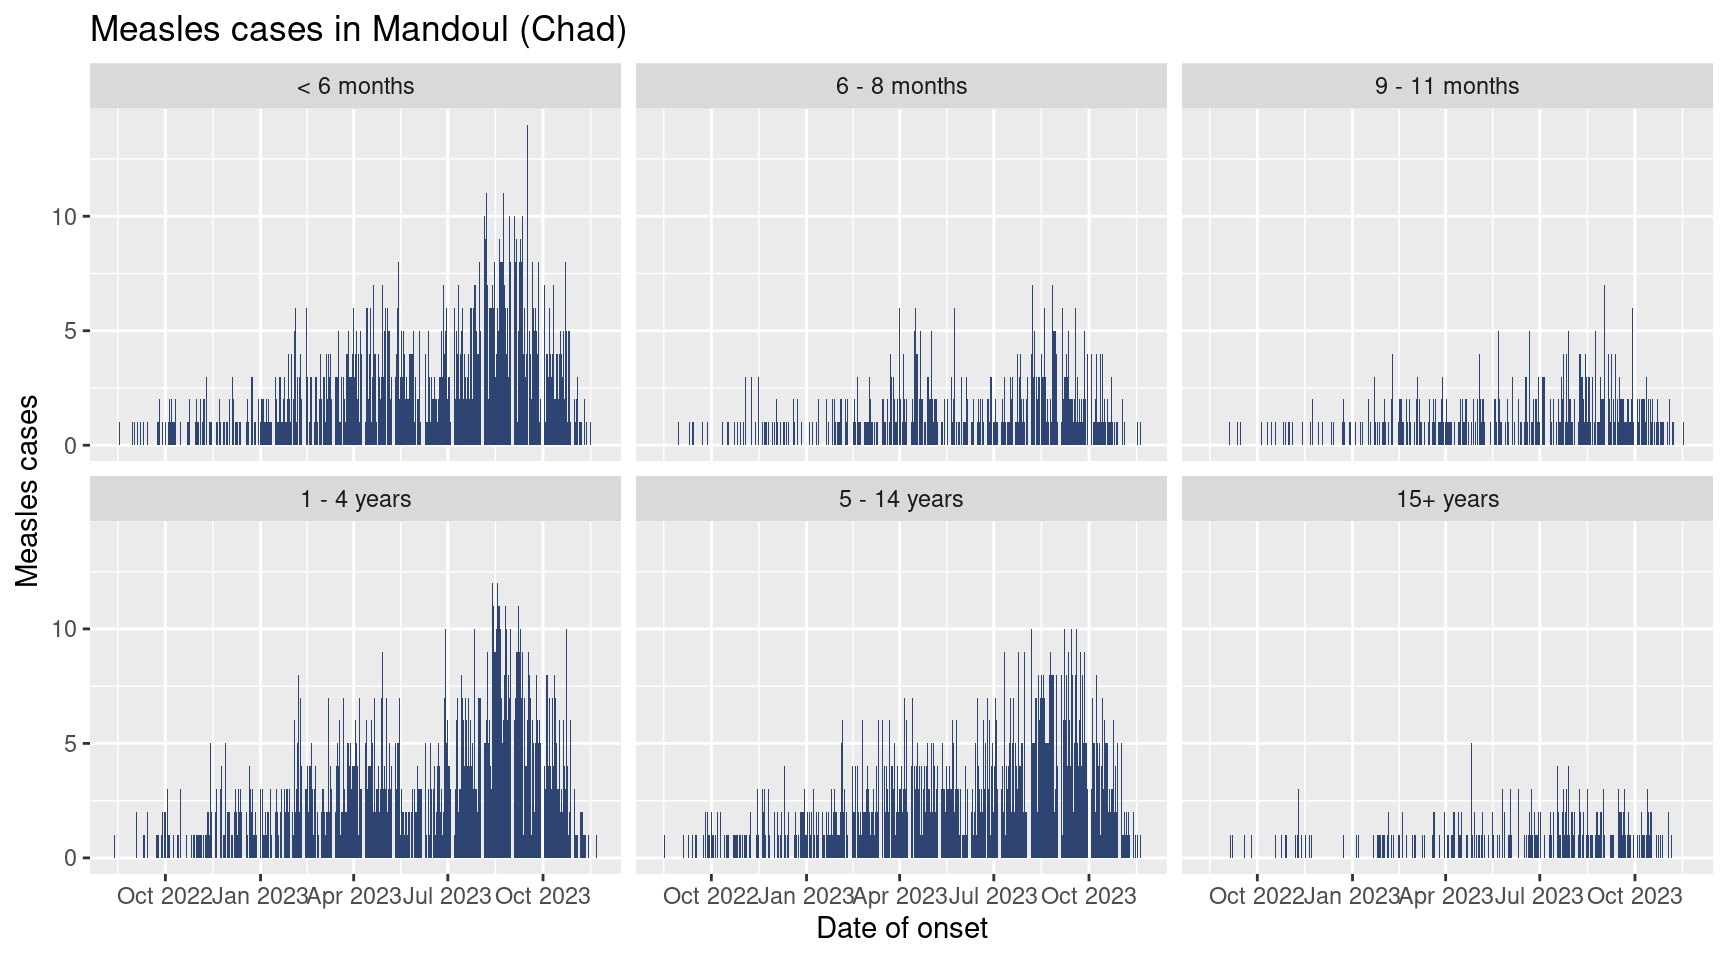 Measles cases in Mandoul (Chad)
< 6 months
6 - 8 months
9 - 11 months
10
5
0
1 - 4 years
5 - 14 years
15+ years
10
5
0
Measles cases
Oct 2022 Jan 2023 Apr 2023 Jul 2023 Oct 2023
Oct 2022 Jan 2023 Apr 2023 Jul 2023 Oct 2023
Oct 2022 Jan 2023 Apr 2023 Jul 2023 Oct 2023
Date of onset